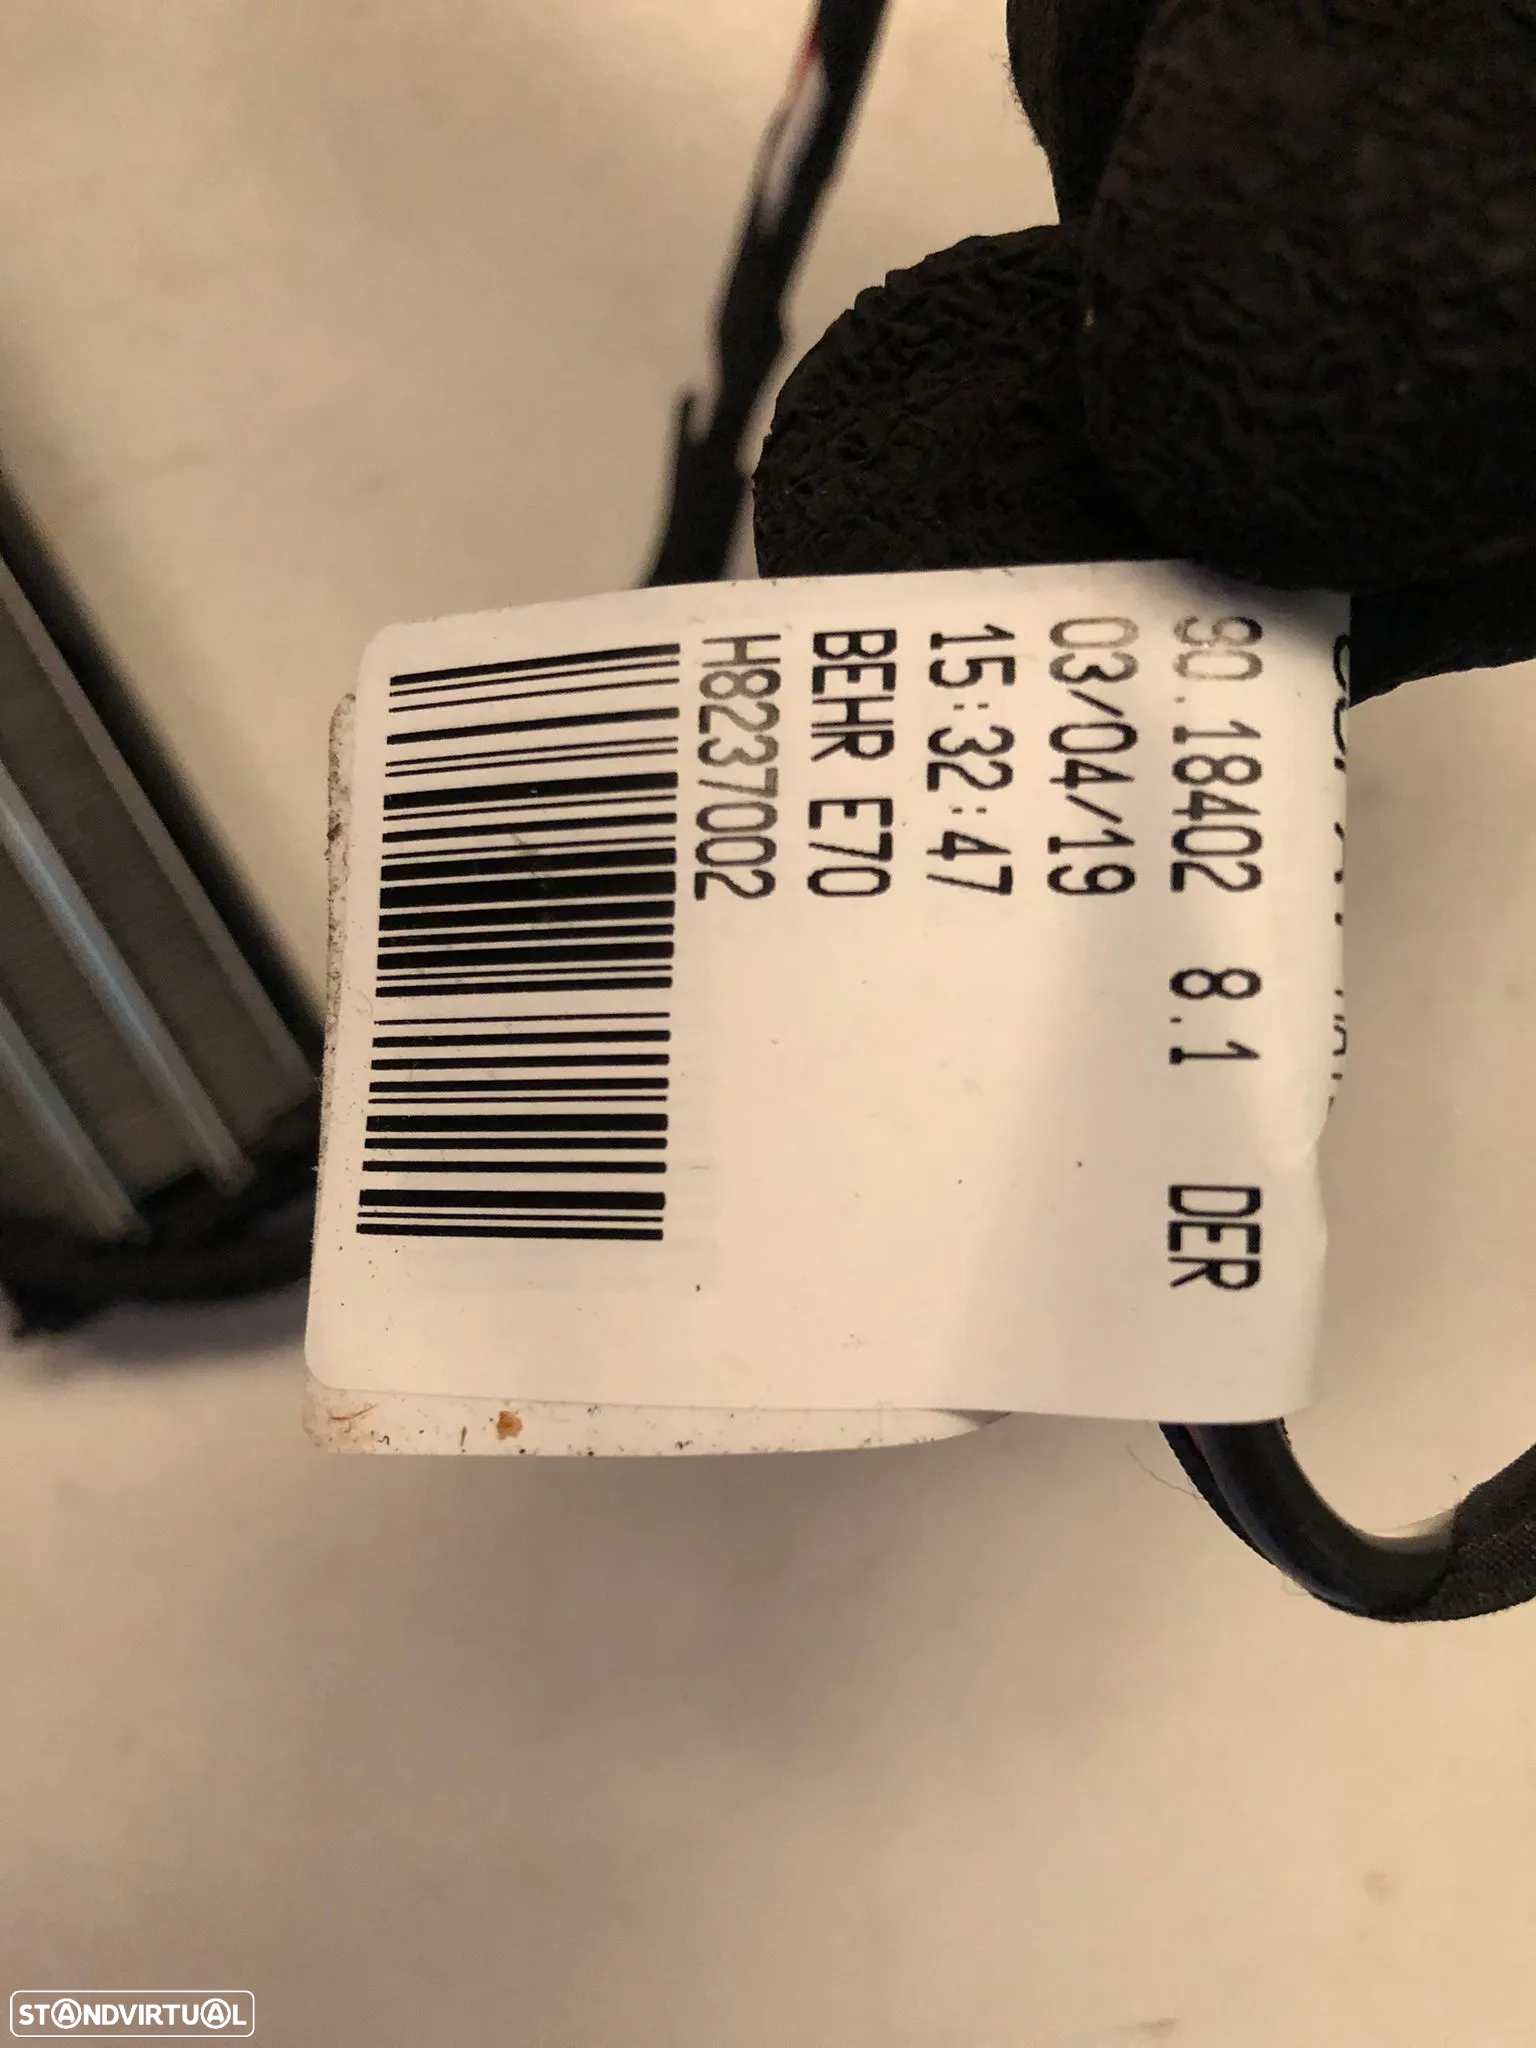 90.18402 8.1 DER
03/04/19
15:32:47
BEHR E70
H8237002
STANDVIRTUAL